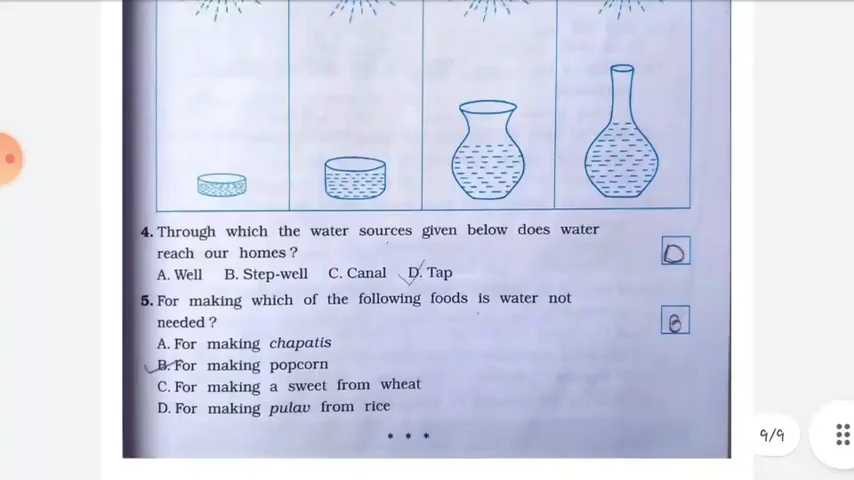 4. Through which the water sources given below does water
reach our homes?
D
A. Well B. Step-well C. Canal D. Tap
5. For making which of the following foods is water not
needed?
B
A. For making chapatis
B. For making popcorn
C. For making a sweet from wheat
D. For making pulav from rice
* * *
9/9